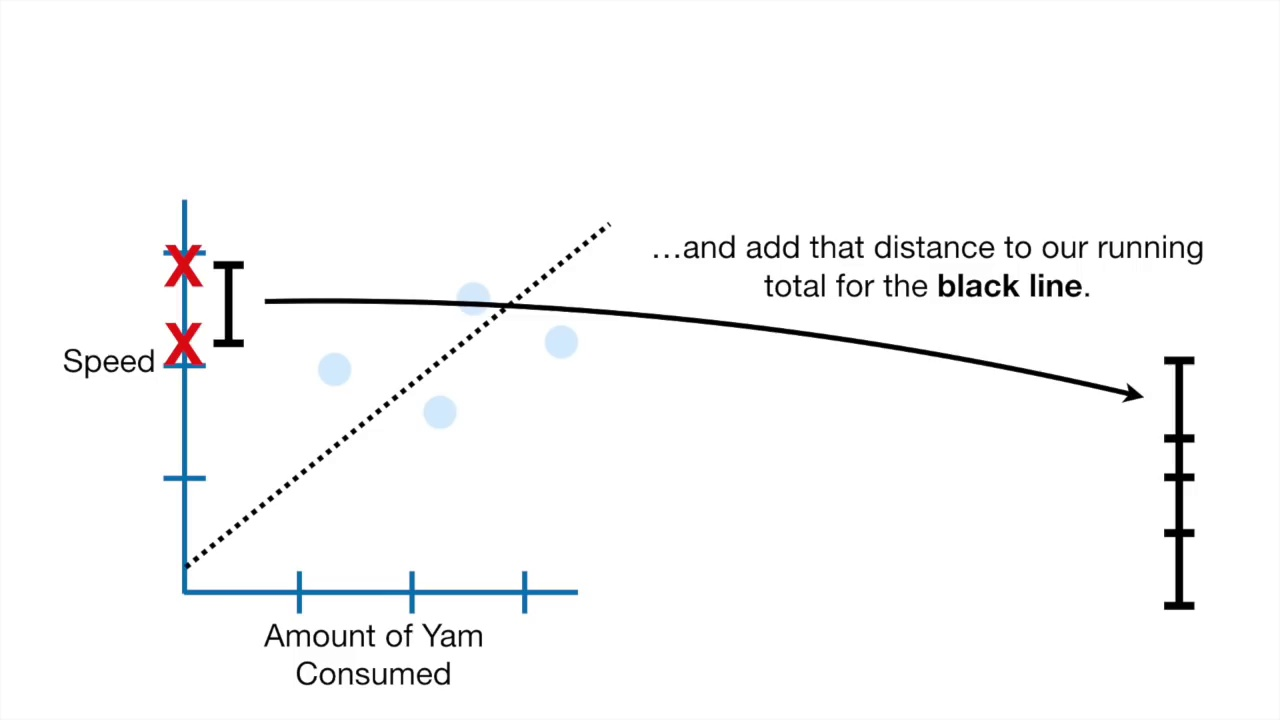 …and add that distance to our running
total for the black line.
X
X
Speed
Amount of Yam
Consumed